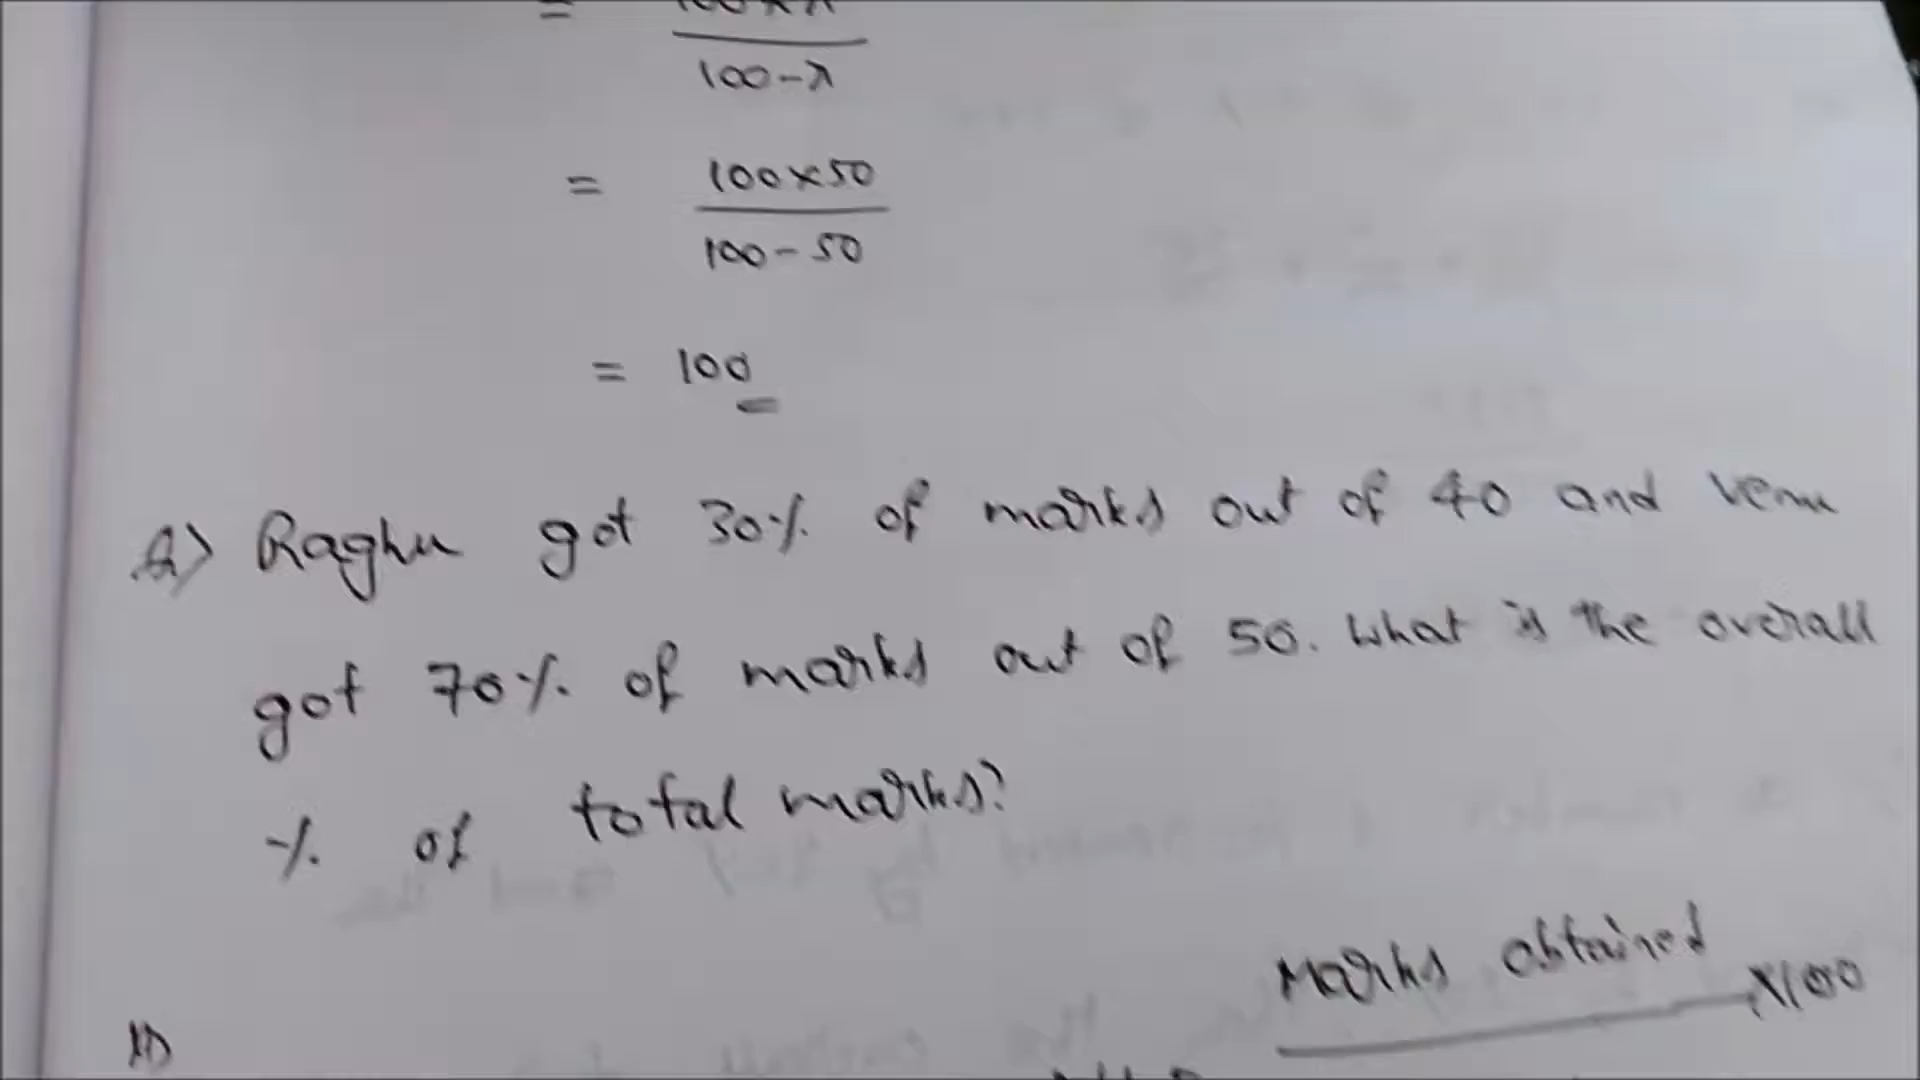 =
100-λ
= 100×50
100-50
= 100
Q) Raghu got 30% of marks out of 40 and venu
got 70% of marks out of 50. What is the overall
% of total marks?
Marks obtained ×100